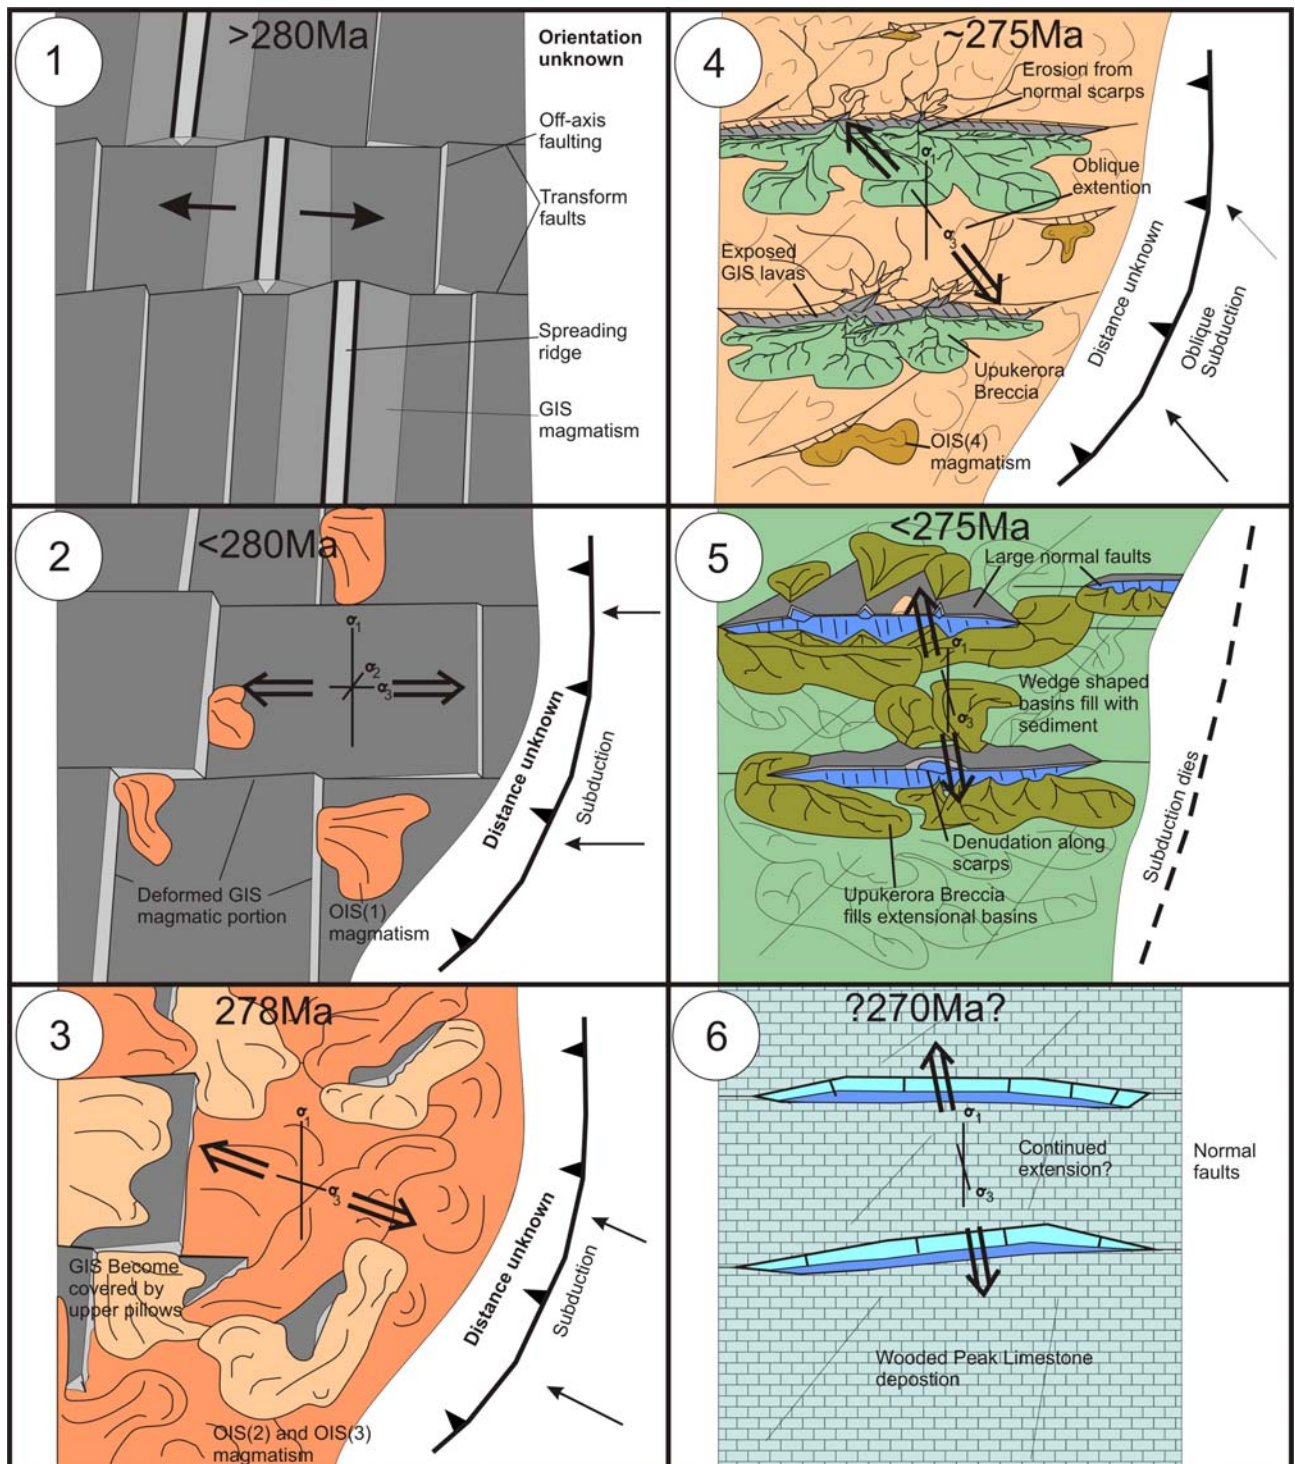 1
>280Ma
Orientation
unknown
Off-axis
faulting
Transform
faults
Spreading
ridge
GIS
magmatism
2
<280Ma
σ1
σ2
σ3
Distance unknown
Subduction
Deformed GIS
magmatic portion
OIS(1)
magmatism
3
278Ma
σ1
σ3
GIS Become
covered by
upper pillows
Distance unknown
Subduction
OIS(2) and OIS(3)
magmatism
4
~275Ma
Erosion from
normal scarps
σ1
Oblique
extention
σ3
Exposed
GIS lavas
Distance unknown
Oblique
Subduction
Upukerora
Breccia
OIS(4)
magmatism
5
<275Ma
Large normal faults
σ1
Wedge shaped
basins fill with
sediment
σ3
Denudation along
scarps
Upukerora Breccia
fills extensional basins
Subduction dies
6
?270Ma?
σ1
Continued
extension?
σ3
Normal
faults
Wooded Peak Limestone
depostion